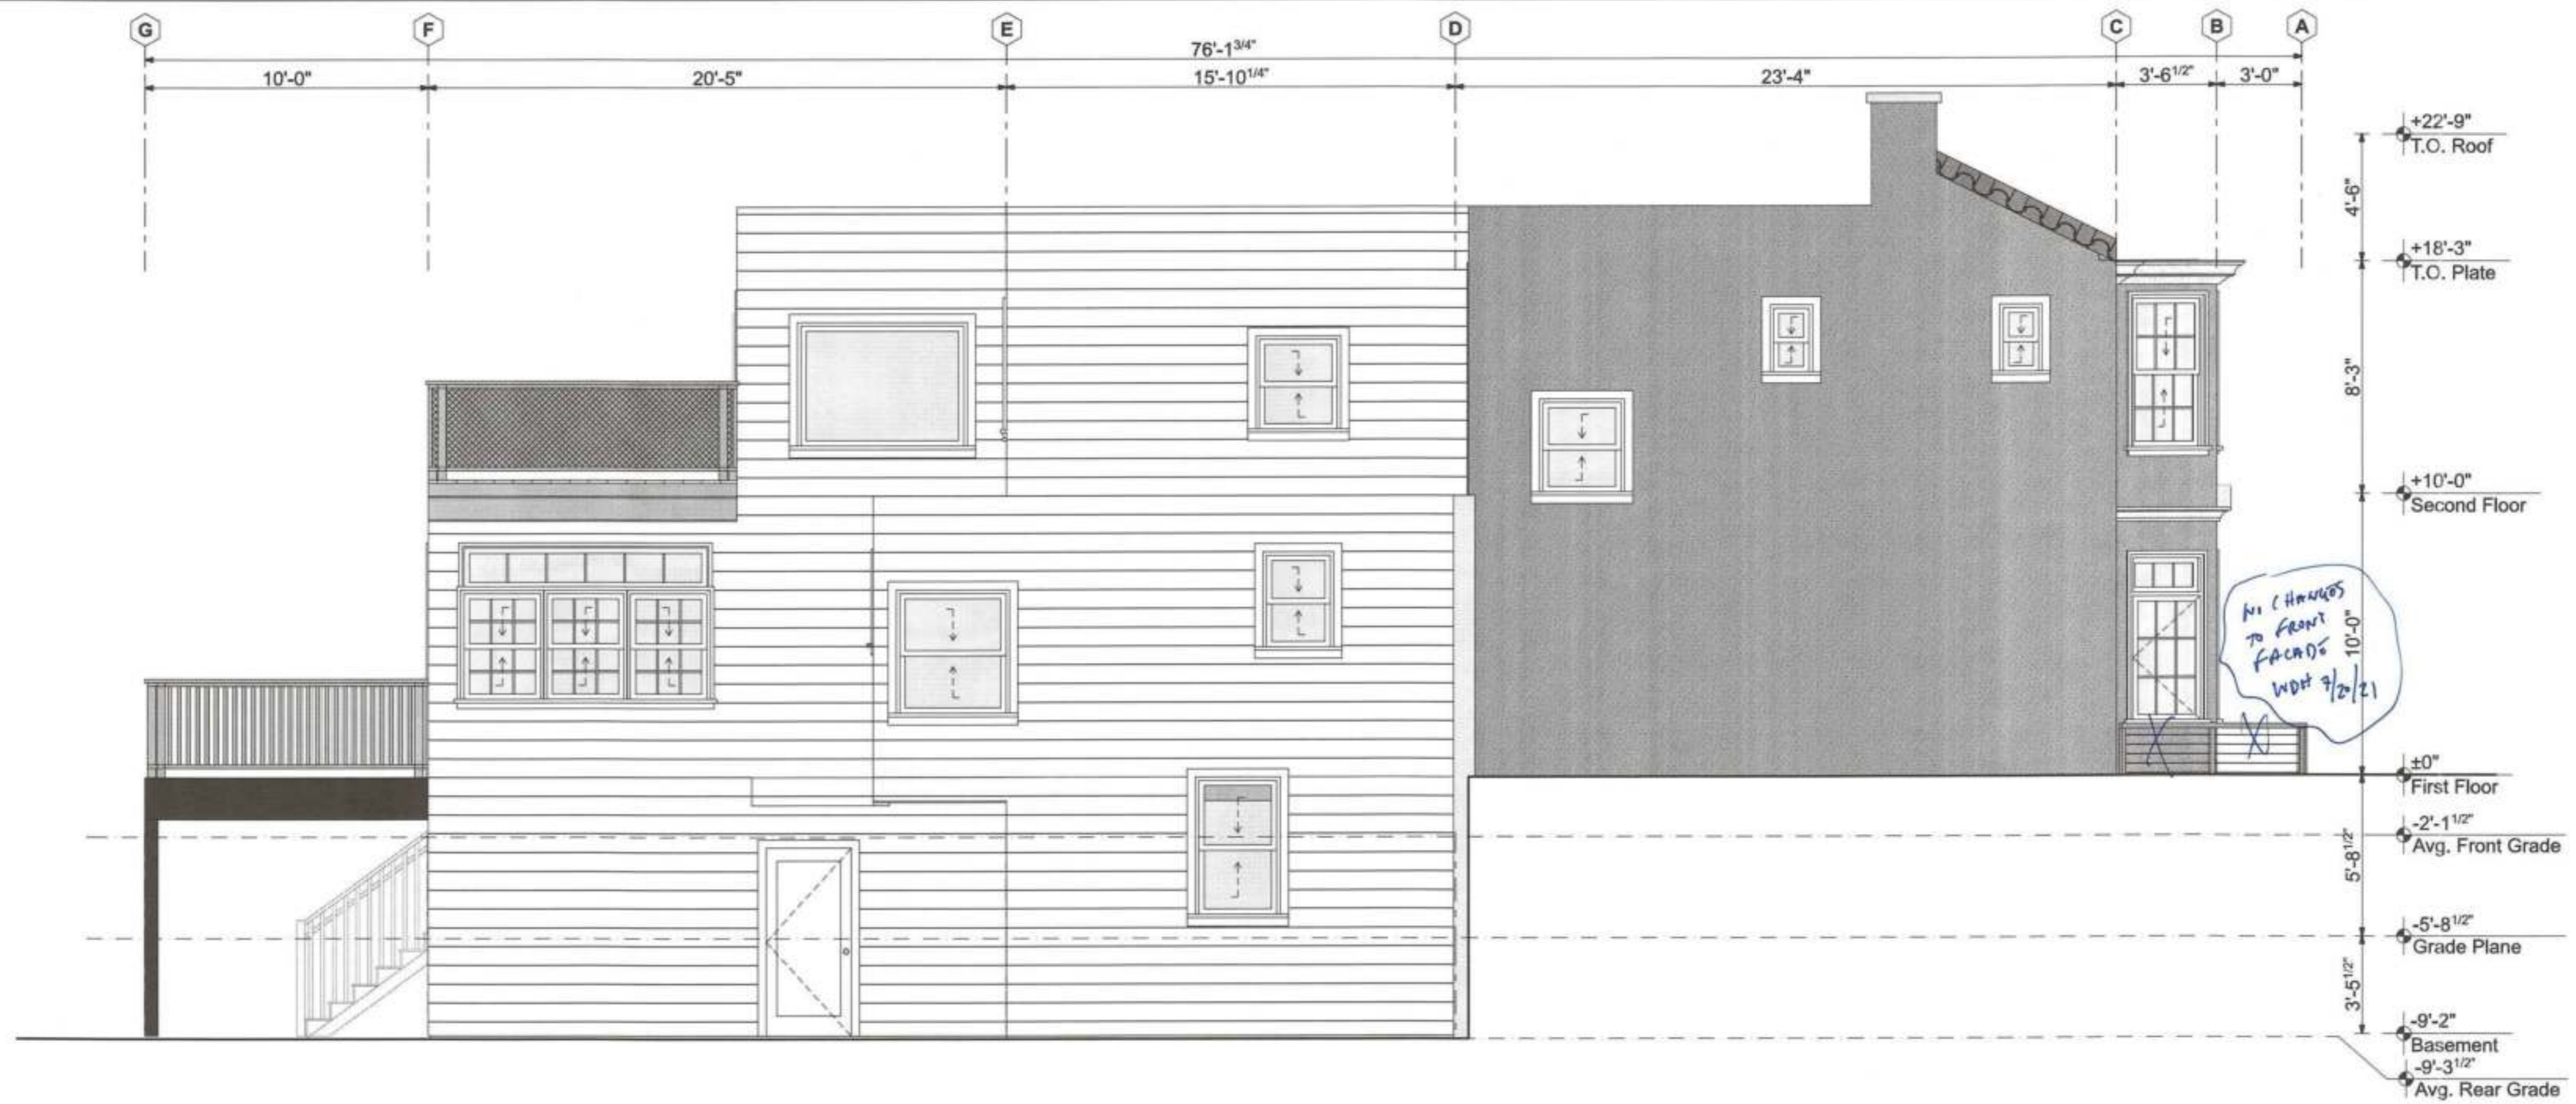 G F E D C B A
76'-1 3/4"
10'-0" 20'-5" 15'-10 1/4" 23'-4" 3'-6 1/2" 3'-0"
+22'-9"
T.O. Roof
4'-6"
+18'-3"
T.O. Plate
8'-3"
+10'-0"
Second Floor
10'-0"
NO CHANGES
TO FRONT
FACADE
WDH 7/20/21
±0"
First Floor
-2'-1 1/2"
Avg. Front Grade
5'-8 1/2"
-5'-8 1/2"
Grade Plane
3'-5 1/2"
-9'-2"
Basement
-9'-3 1/2"
Avg. Rear Grade